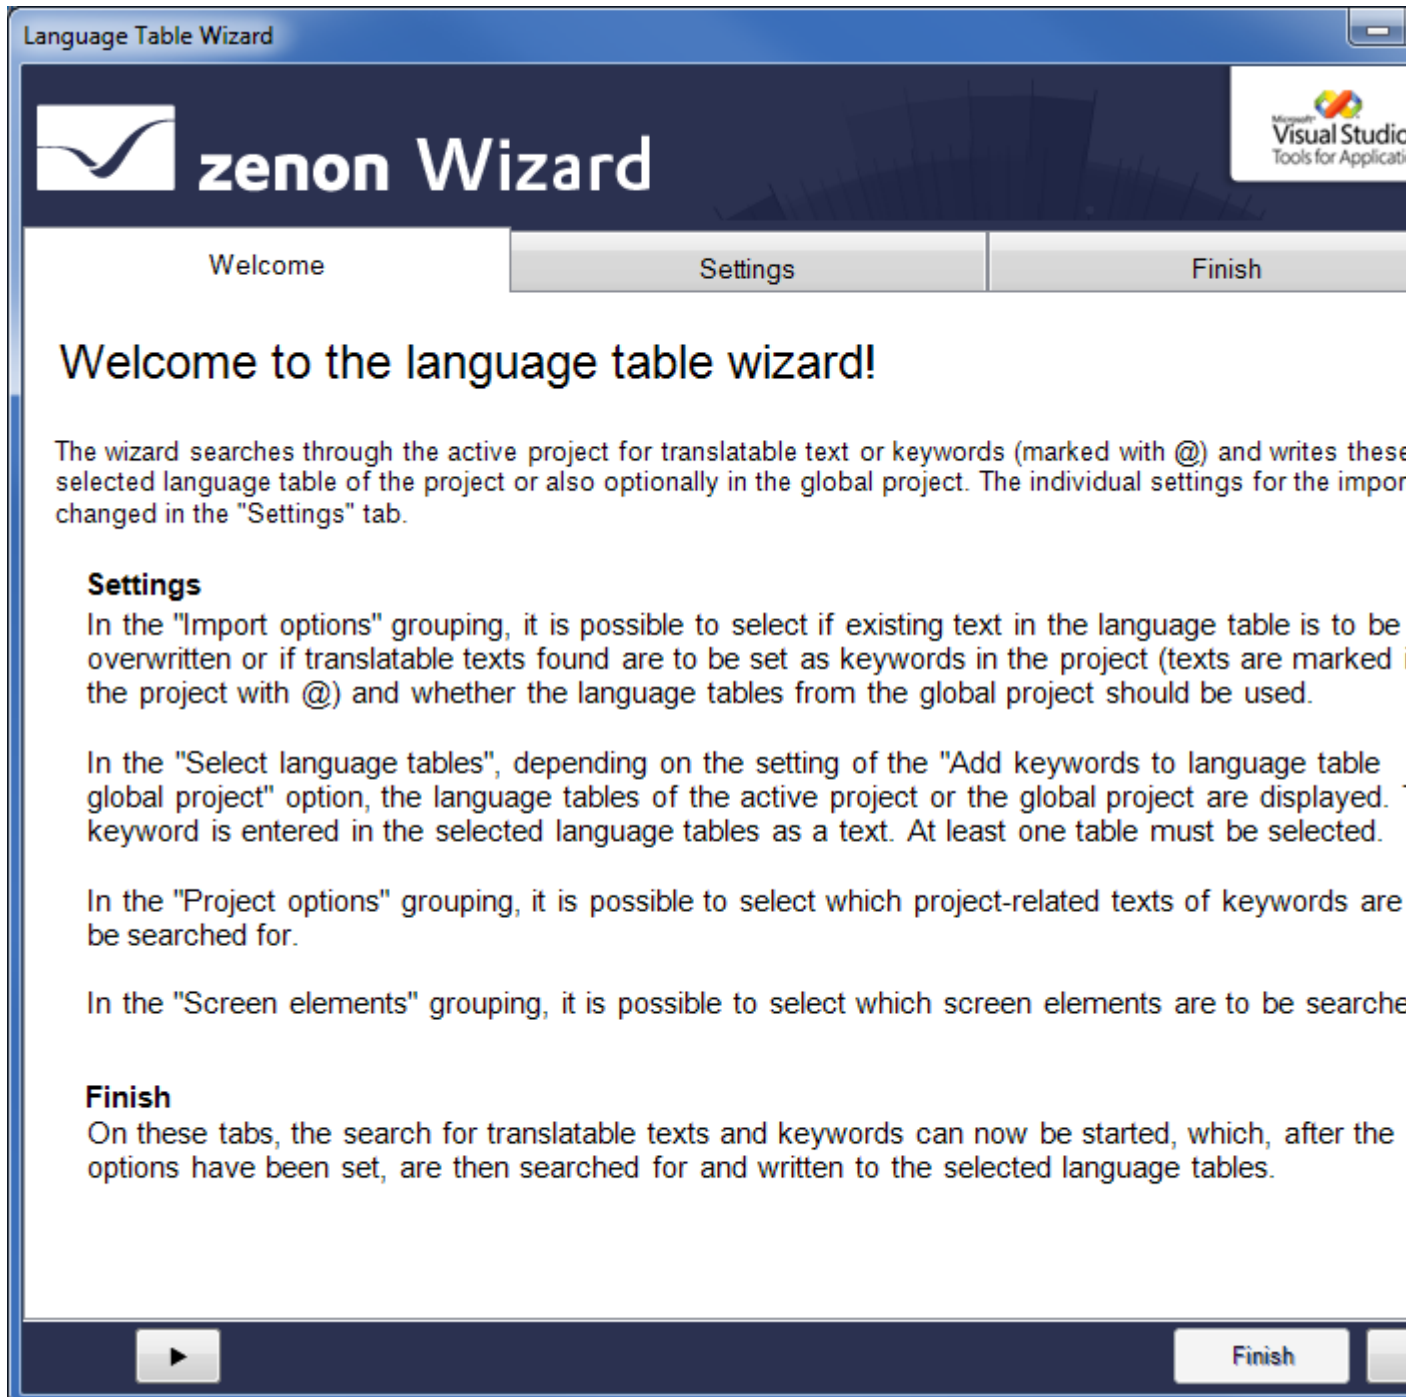 Language Table Wizard
zenon Wizard
Microsoft
Visual Studio
Tools for
Welcome
Settings
Finish
Welcome to the language table wizard!
The wizard searches through the active project for translatable text or keywords (marked with @) and writes these
selected language table of the project or also optionally in the global project. The individual settings for the
changed in the "Settings" tab.
Settings
In the "Import options" grouping, it is possible to select if existing text in the language table is to be
overwritten or if translatable texts found are to be set as keywords in the project (texts are marked
the project with @) and whether the language tables from the global project should be used.
In the "Select language tables", depending on the setting of the "Add keywords to language table
global project" option, the language tables of the active project or the global project are displayed.
keyword is entered in the selected language tables as a text. At least one table must be selected.
In the "Project options" grouping, it is possible to select which project-related texts of keywords are
be searched for.
In the "Screen elements" grouping, it is possible to select which screen elements are to be
Finish
On these tabs, the search for translatable texts and keywords can now be started, which, after the
options have been set, are then searched for and written to the selected language tables.
Finish